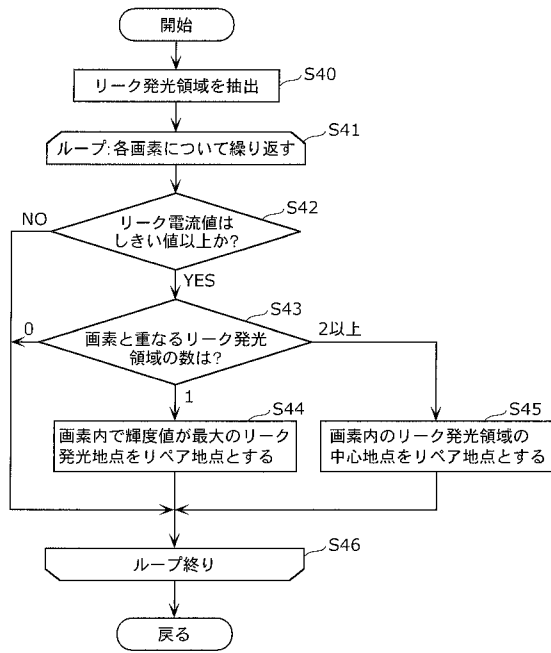 開始
リーク発光領域を抽出
S40
ループ:各画素について繰り返す
S41
リーク電流値は
しきい値以上か?
S42
NO
YES
画素と重なるリーク発光
領域の数は?
S43
0
2以上
1
画素内で輝度値が最大のリーク
発光地点をリペア地点とする
S44
画素内のリーク発光領域の
中心地点をリペア地点とする
S45
ループ終り
S46
戻る